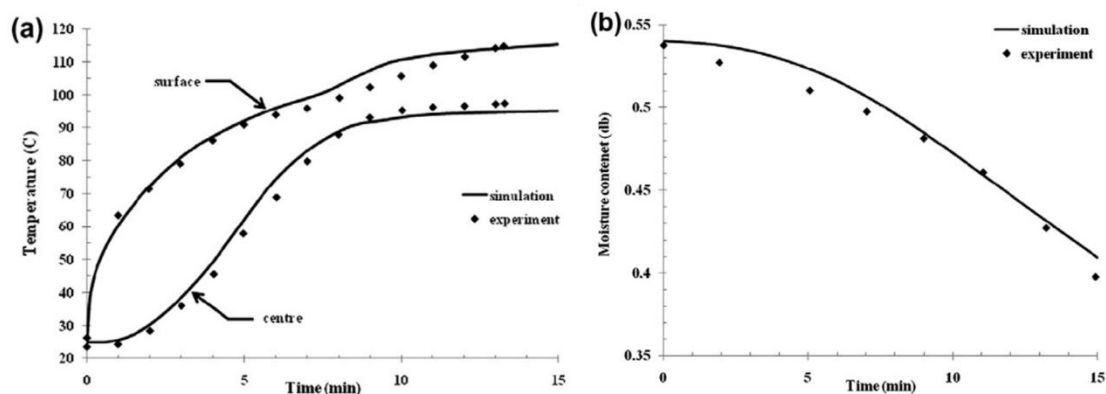 (a)
120
110
100
90
80
70
60
50
40
30
20
Temperature (C)
surface
centre
simulation
experiment
0
5
10
15
Time (min)
(b)
0.55
0.5
0.45
0.4
0.35
Moisture contenet (db)
simulation
experiment
0
5
10
15
Time (min)